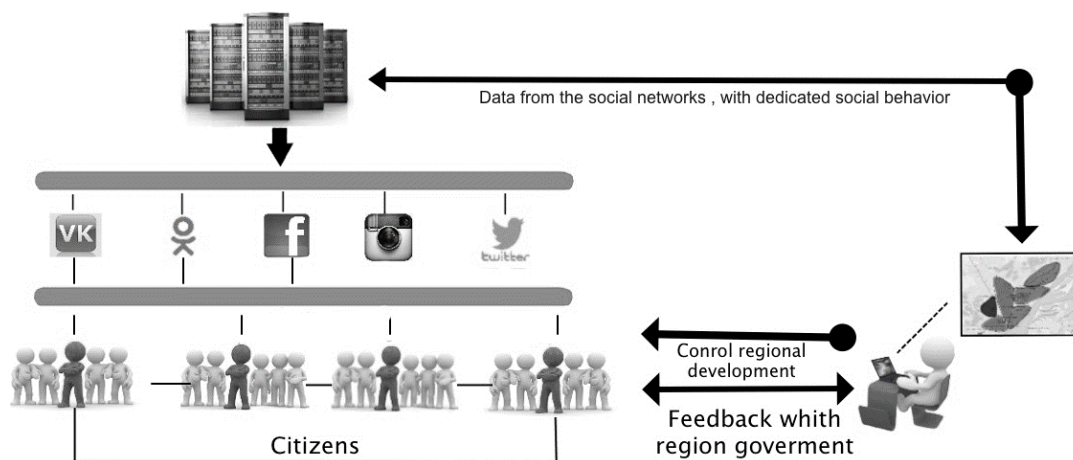 Data from the social networks , with dedicated social behavior
VK
f
twitter
Conrol regional
development
Feedback whith
region goverment
Citizens